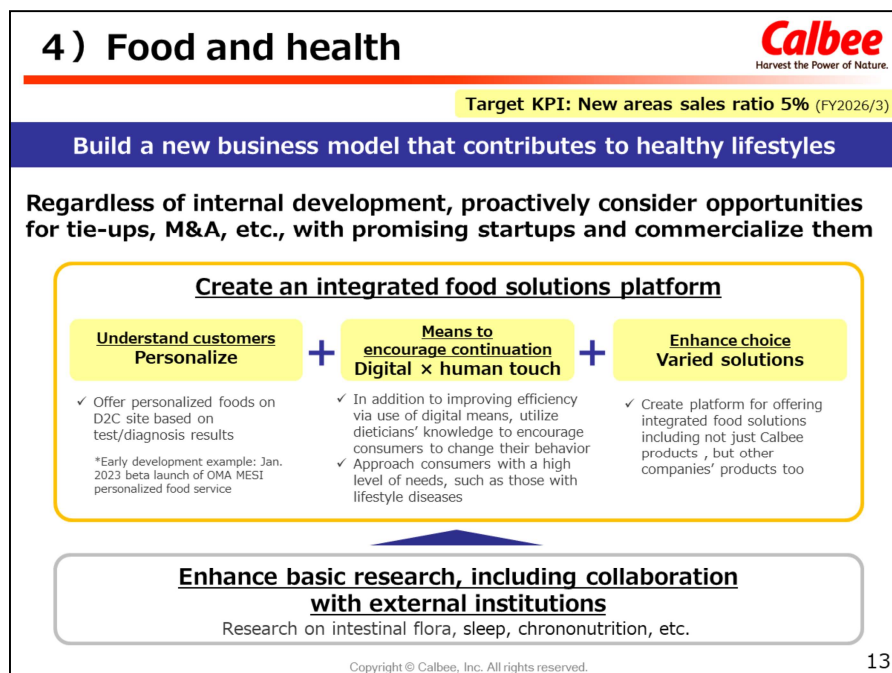 4）Food and health
Calbee
Harvest the Power of Nature.
Target KPI: New areas sales ratio 5% (FY2026/3)
Build a new business model that contributes to healthy lifestyles
Regardless of internal development, proactively consider opportunities
for tie-ups, M&A, etc., with promising startups and commercialize them
Create an integrated food solutions platform
Understand customers
Personalize
+
Means to
encourage continuation
Digital × human touch
+
Enhance choice
Varied solutions
✓ Offer personalized foods on
D2C site based on
test/diagnosis results
*Early development example: Jan.
2023 beta launch of OMA MESI
personalized food service
✓ In addition to improving efficiency
via use of digital means, utilize
dieticians' knowledge to encourage
consumers to change their behavior
✓ Approach consumers with a high
level of needs, such as those with
lifestyle diseases
✓ Create platform for offering
integrated food solutions
including not just Calbee
products , but other
companies' products too
Enhance basic research, including collaboration
with external institutions
Research on intestinal flora, sleep, chrononutrition, etc.
Copyright © Calbee, Inc. All rights reserved.
13